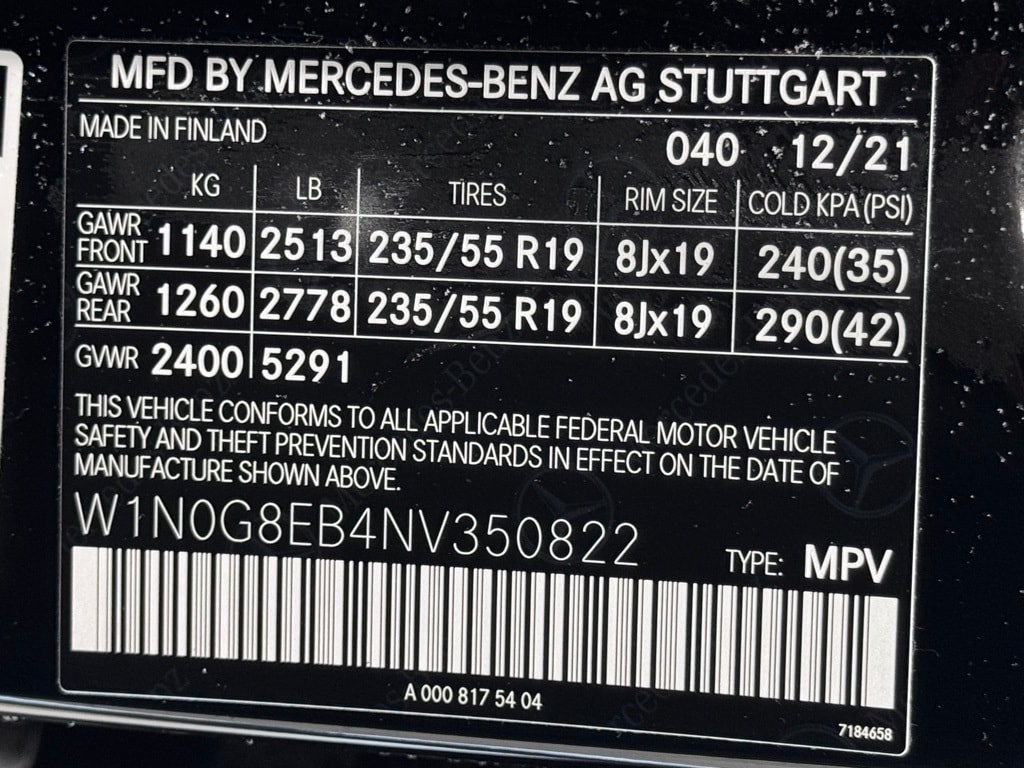 MFD BY MERCEDES-BENZ AG STUTTGART
MADE IN FINLAND
040 12/21
KG LB TIRES RIM SIZE COLD KPA (PSI)
GAWR FRONT 1140 2513 235/55 R19 8Jx19 240(35)
GAWR REAR 1260 2778 235/55 R19 8Jx19 290(42)
GVWR 2400 5291
THIS VEHICLE CONFORMS TO ALL APPLICABLE FEDERAL MOTOR VEHICLE
SAFETY AND THEFT PREVENTION STANDARDS IN EFFECT ON THE DATE OF
MANUFACTURE SHOWN ABOVE.
W1N0G8EB4NV350822
TYPE: MPV
A 000 817 54 04
7184658